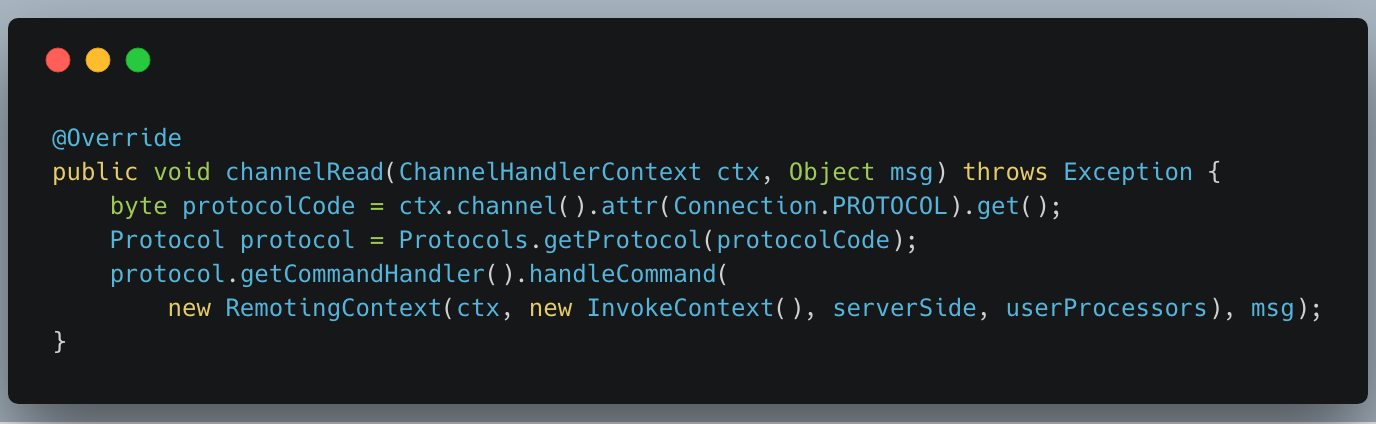 @Override
public void channelRead(ChannelHandlerContext ctx, Object msg) throws Exception {
    byte protocolCode = ctx.channel().attr(Connection.PROTOCOL).get();
    Protocol protocol = Protocols.getProtocol(protocolCode);
    protocol.getCommandHandler().handleCommand(
        new RemotingContext(ctx, new InvokeContext(), serverSide, userProcessors), msg);
}